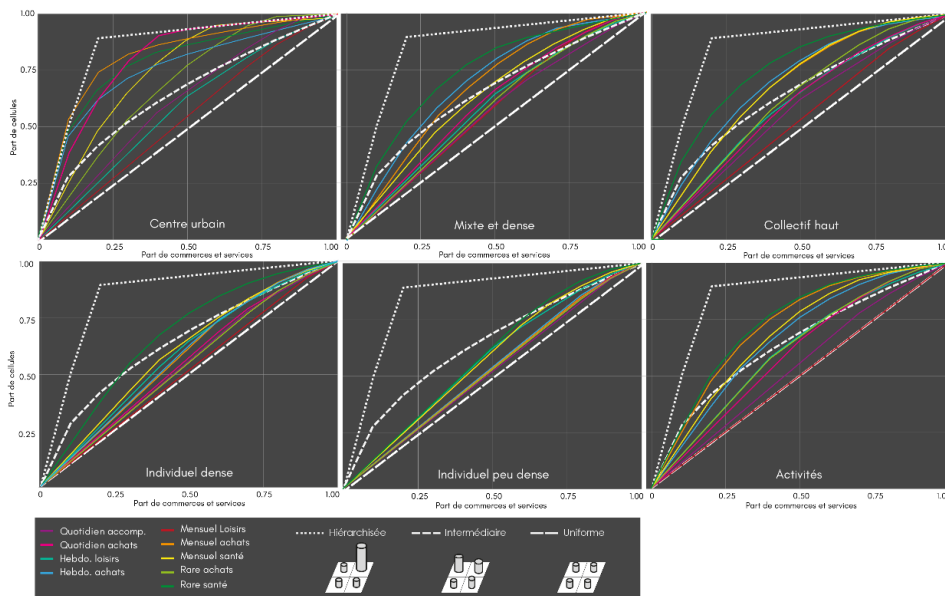 1.00
0.75
0.50
0.25
Part de cellules
Centre urbain
Mixte et dense
Collectif haut
0 0.25 0.50 0.75 1.00
0 0.25 0.50 0.75 1.00
0 0.25 0.50 0.75 1.00
Part de commerces et services
Part de commerces et services
Part de commerces et services
1.00
0.75
0.50
0.25
Part de cellules
Individuel dense
Individuel peu dense
Activités
0 0.25 0.50 0.75 1.00
0 0.25 0.50 0.75 1.00
0 0.25 0.50 0.75 1.00
Part de commerces et services
Part de commerces et services
Part de commerces et services
Quotidien accomp.
Quotidien achats
Hebdo. loisirs
Hebdo. achats
Mensuel Loisirs
Mensuel achats
Mensuel santé
Rare achats
Rare santé
Hiérarchisée
Intermédiaire
Uniforme